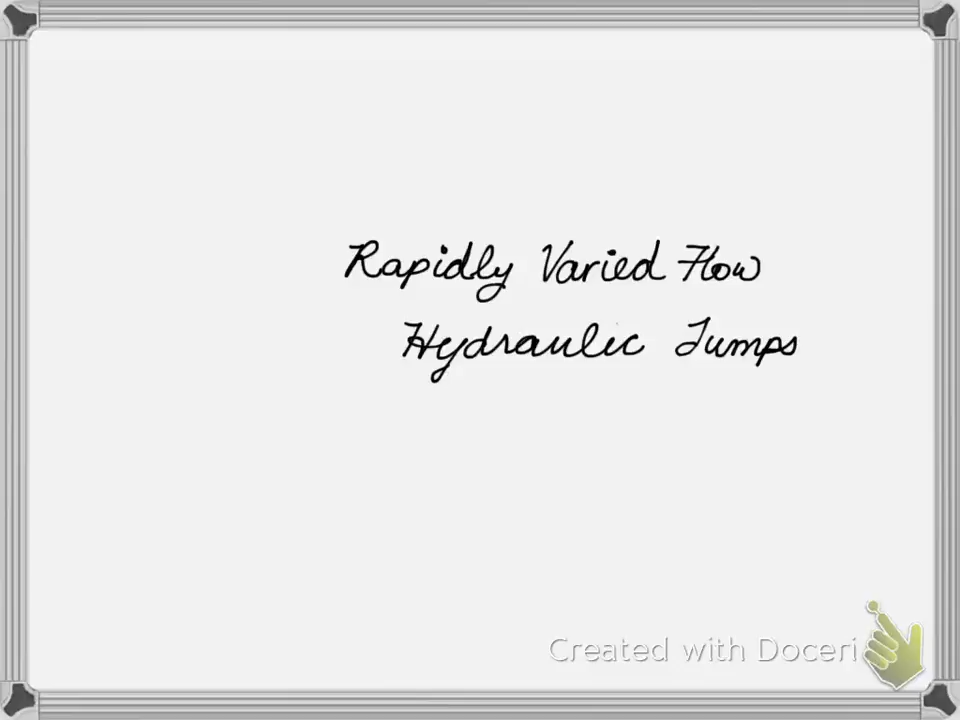 Rapidly Varied Flow
Hydraulic Jumps
Created with Doceri